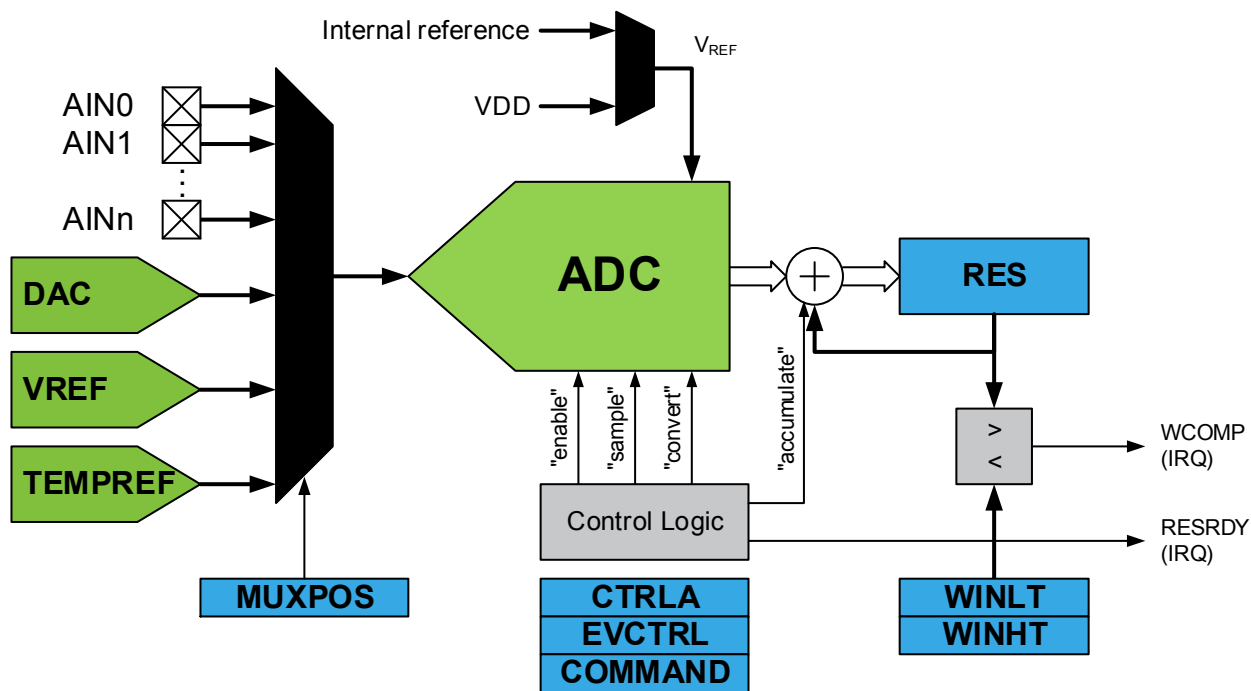 Internal reference
V REF
VDD
AIN0
AIN1
AINn
DAC
VREF
TEMPREF
ADC
RES
"enable"
"sample"
"convert"
"accumulate"
>
<
WCOMP
(IRQ)
Control Logic
RESRDY
(IRQ)
MUXPOS
CTRLA
EVCTRL
COMMAND
WINLT
WINHT